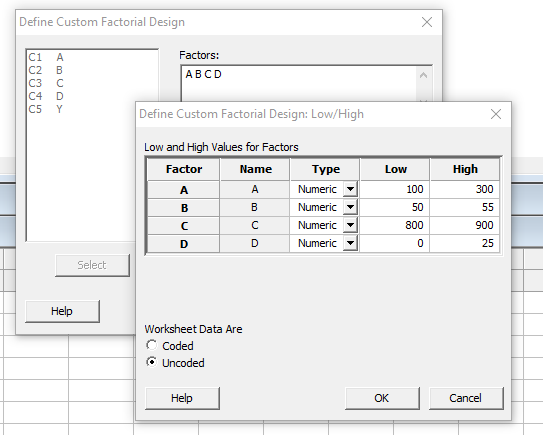 Define Custom Factorial Design
C1 A
C2 B
C3 C
C4 D
C5 Y
Factors:
A B C D
Select
Help
Define Custom Factorial Design: Low/High
Low and High Values for Factors
Factor Name Type Low High
A A Numeric 100 300
B B Numeric 50 55
C C Numeric 800 900
D D Numeric 0 25
Worksheet Data Are
Coded
Uncoded
Help OK Cancel